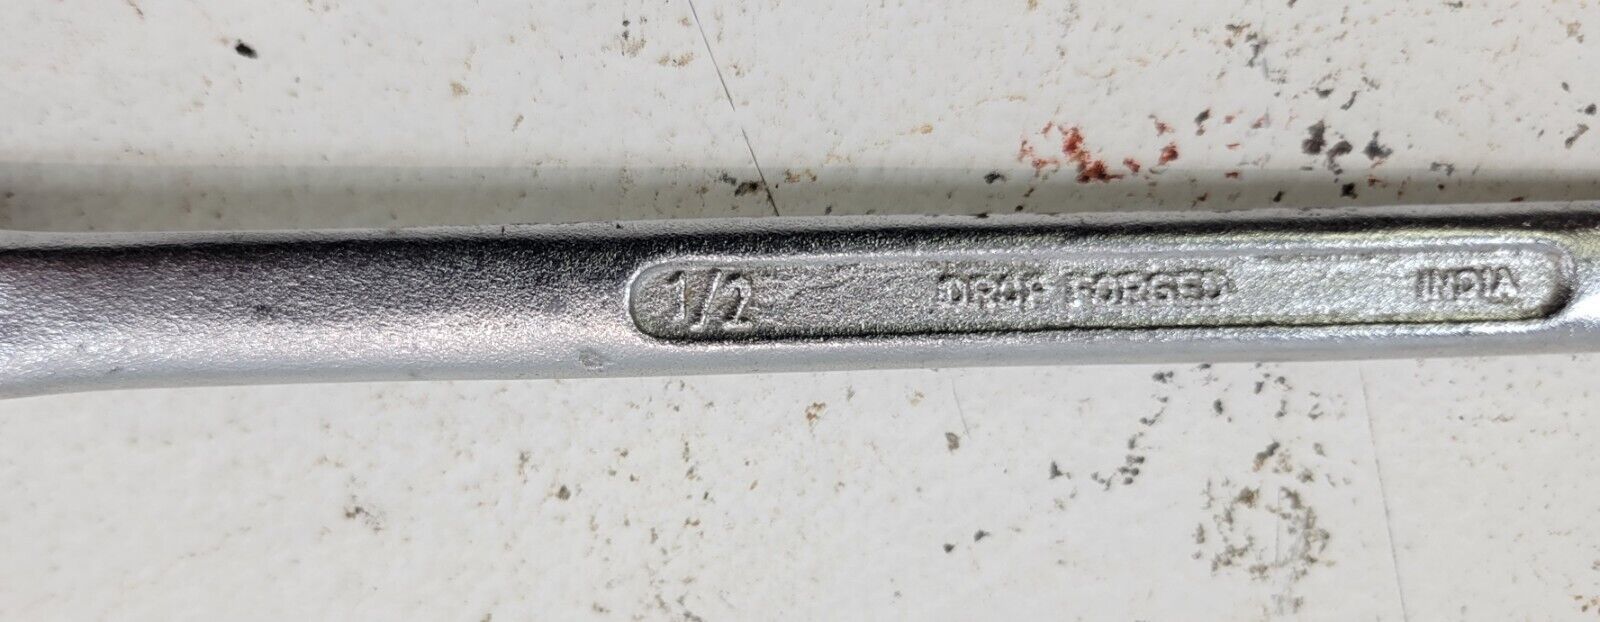 1/2 DROP FORGED INDIA